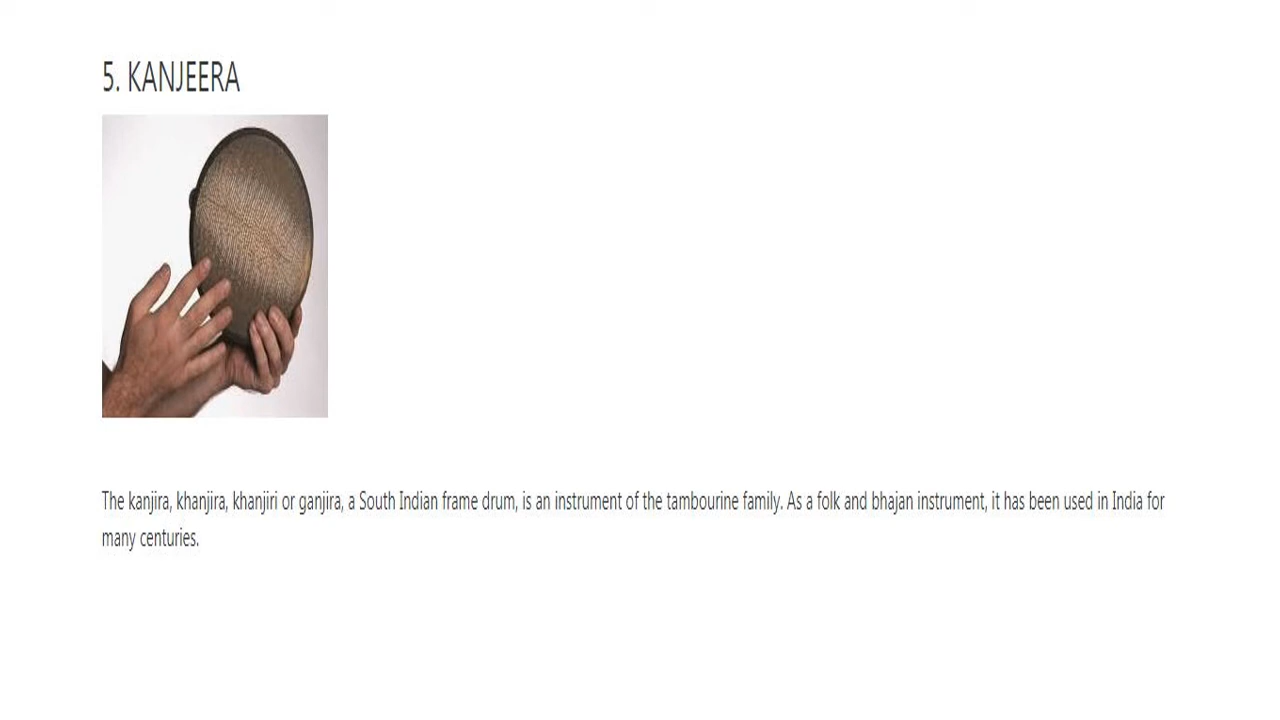 5. KANJEERA
The kanjira, khanjira, khanjiri or ganjira, a South Indian frame drum, is an instrument of the tambourine family. As a folk and bhajan instrument, it has been used in India for
many centuries.